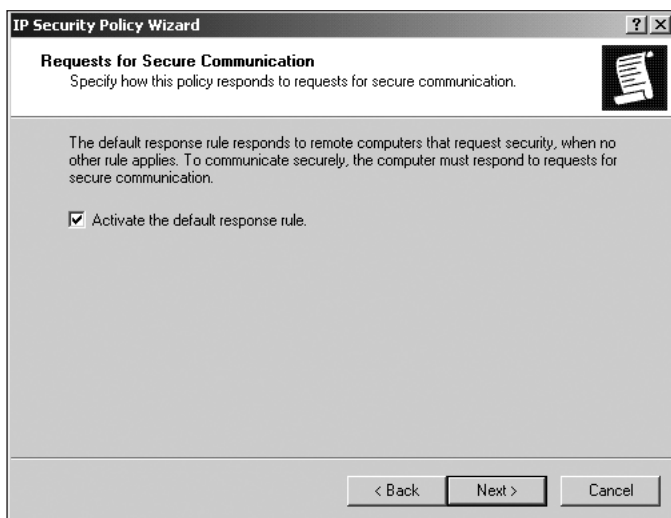 IP Security Policy Wizard
? ×
Requests for Secure Communication
Specify how this policy responds to requests for secure communication.
The default response rule responds to remote computers that request security, when no
other rule applies. To communicate securely, the computer must respond to requests for
secure communication.
Activate the default response rule.
< Back Next > Cancel